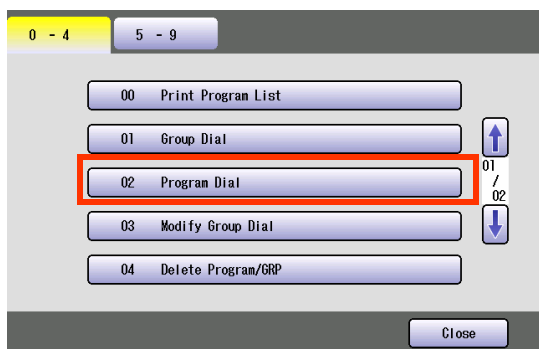 0 - 4
5 - 9
00 Print Program List
01 Group Dial
02 Program Dial
03 Modify Group Dial
04 Delete Program/GRP
01
/
02
Close